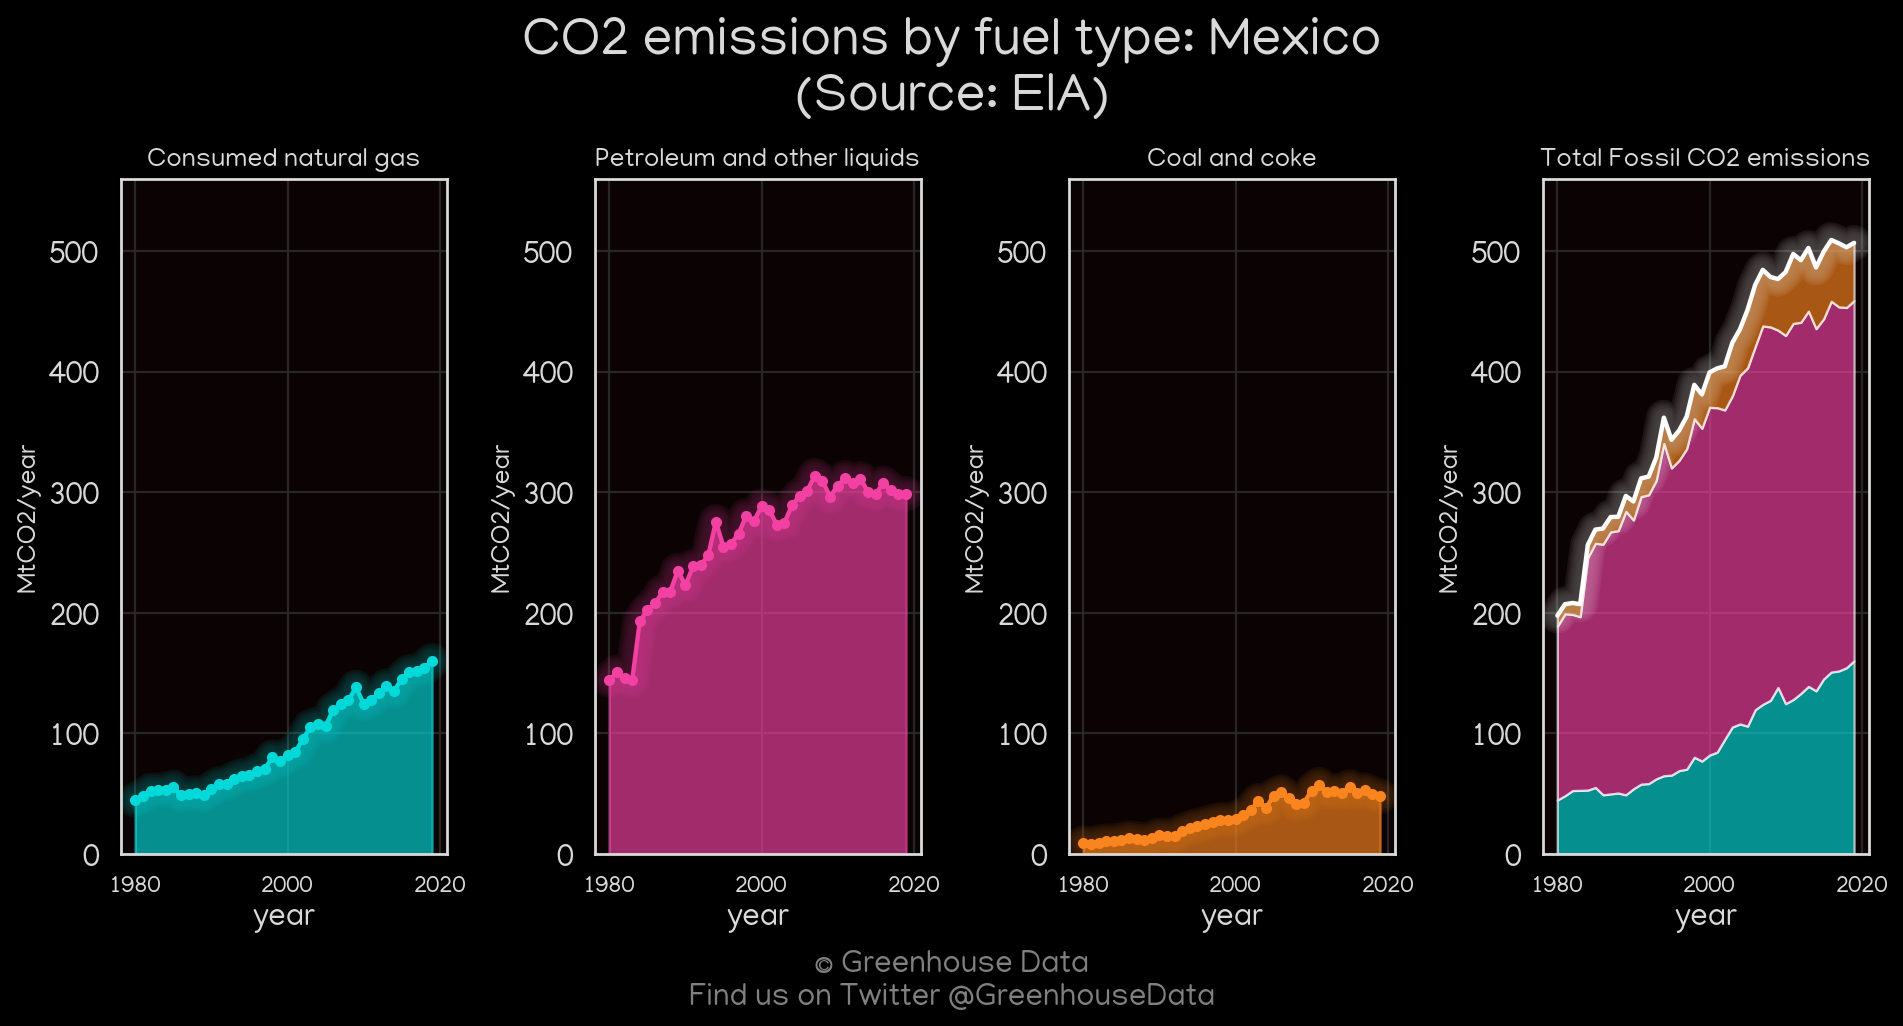 CO2 emissions by fuel type: Mexico
(Source: EIA)
Consumed natural gas
MtCO2/year
500
400
300
200
100
0
1980 2000 2020
year
Petroleum and other liquids
MtCO2/year
500
400
300
200
100
0
1980 2000 2020
year
Coal and coke
MtCO2/year
500
400
300
200
100
0
1980 2000 2020
year
Total Fossil CO2 emissions
MtCO2/year
500
400
300
200
100
0
1980 2000 2020
year
© Greenhouse Data
Find us on Twitter @GreenhouseData